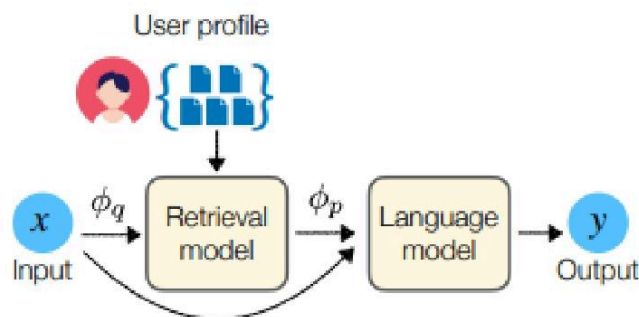 User profile
x
Input
ϕq
Retrieval
model
ϕp
Language
model
y
Output